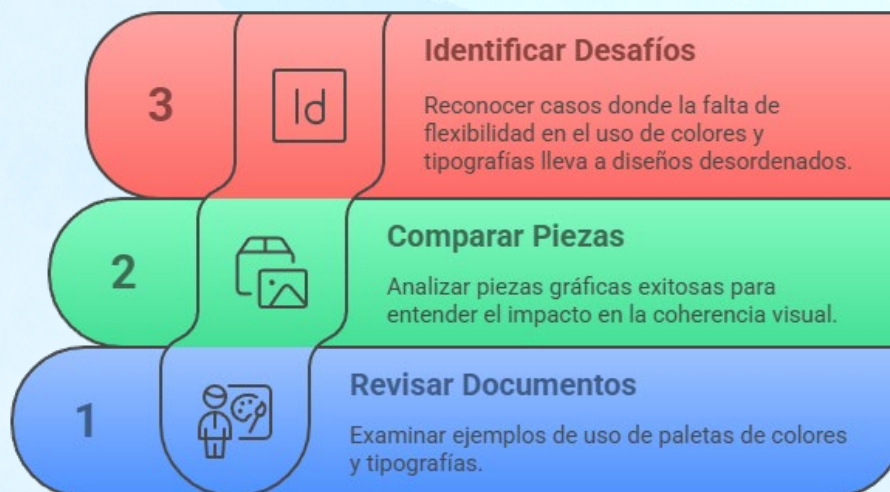 3
Id
Identificar Desafíos
Reconocer casos donde la falta de
flexibilidad en el uso de colores y
tipografías lleva a diseños desordenados.
2
Comparar Piezas
Analizar piezas gráficas exitosas para
entender el impacto en la coherencia visual.
1
Revisar Documentos
Examinar ejemplos de uso de paletas de colores
y tipografías.